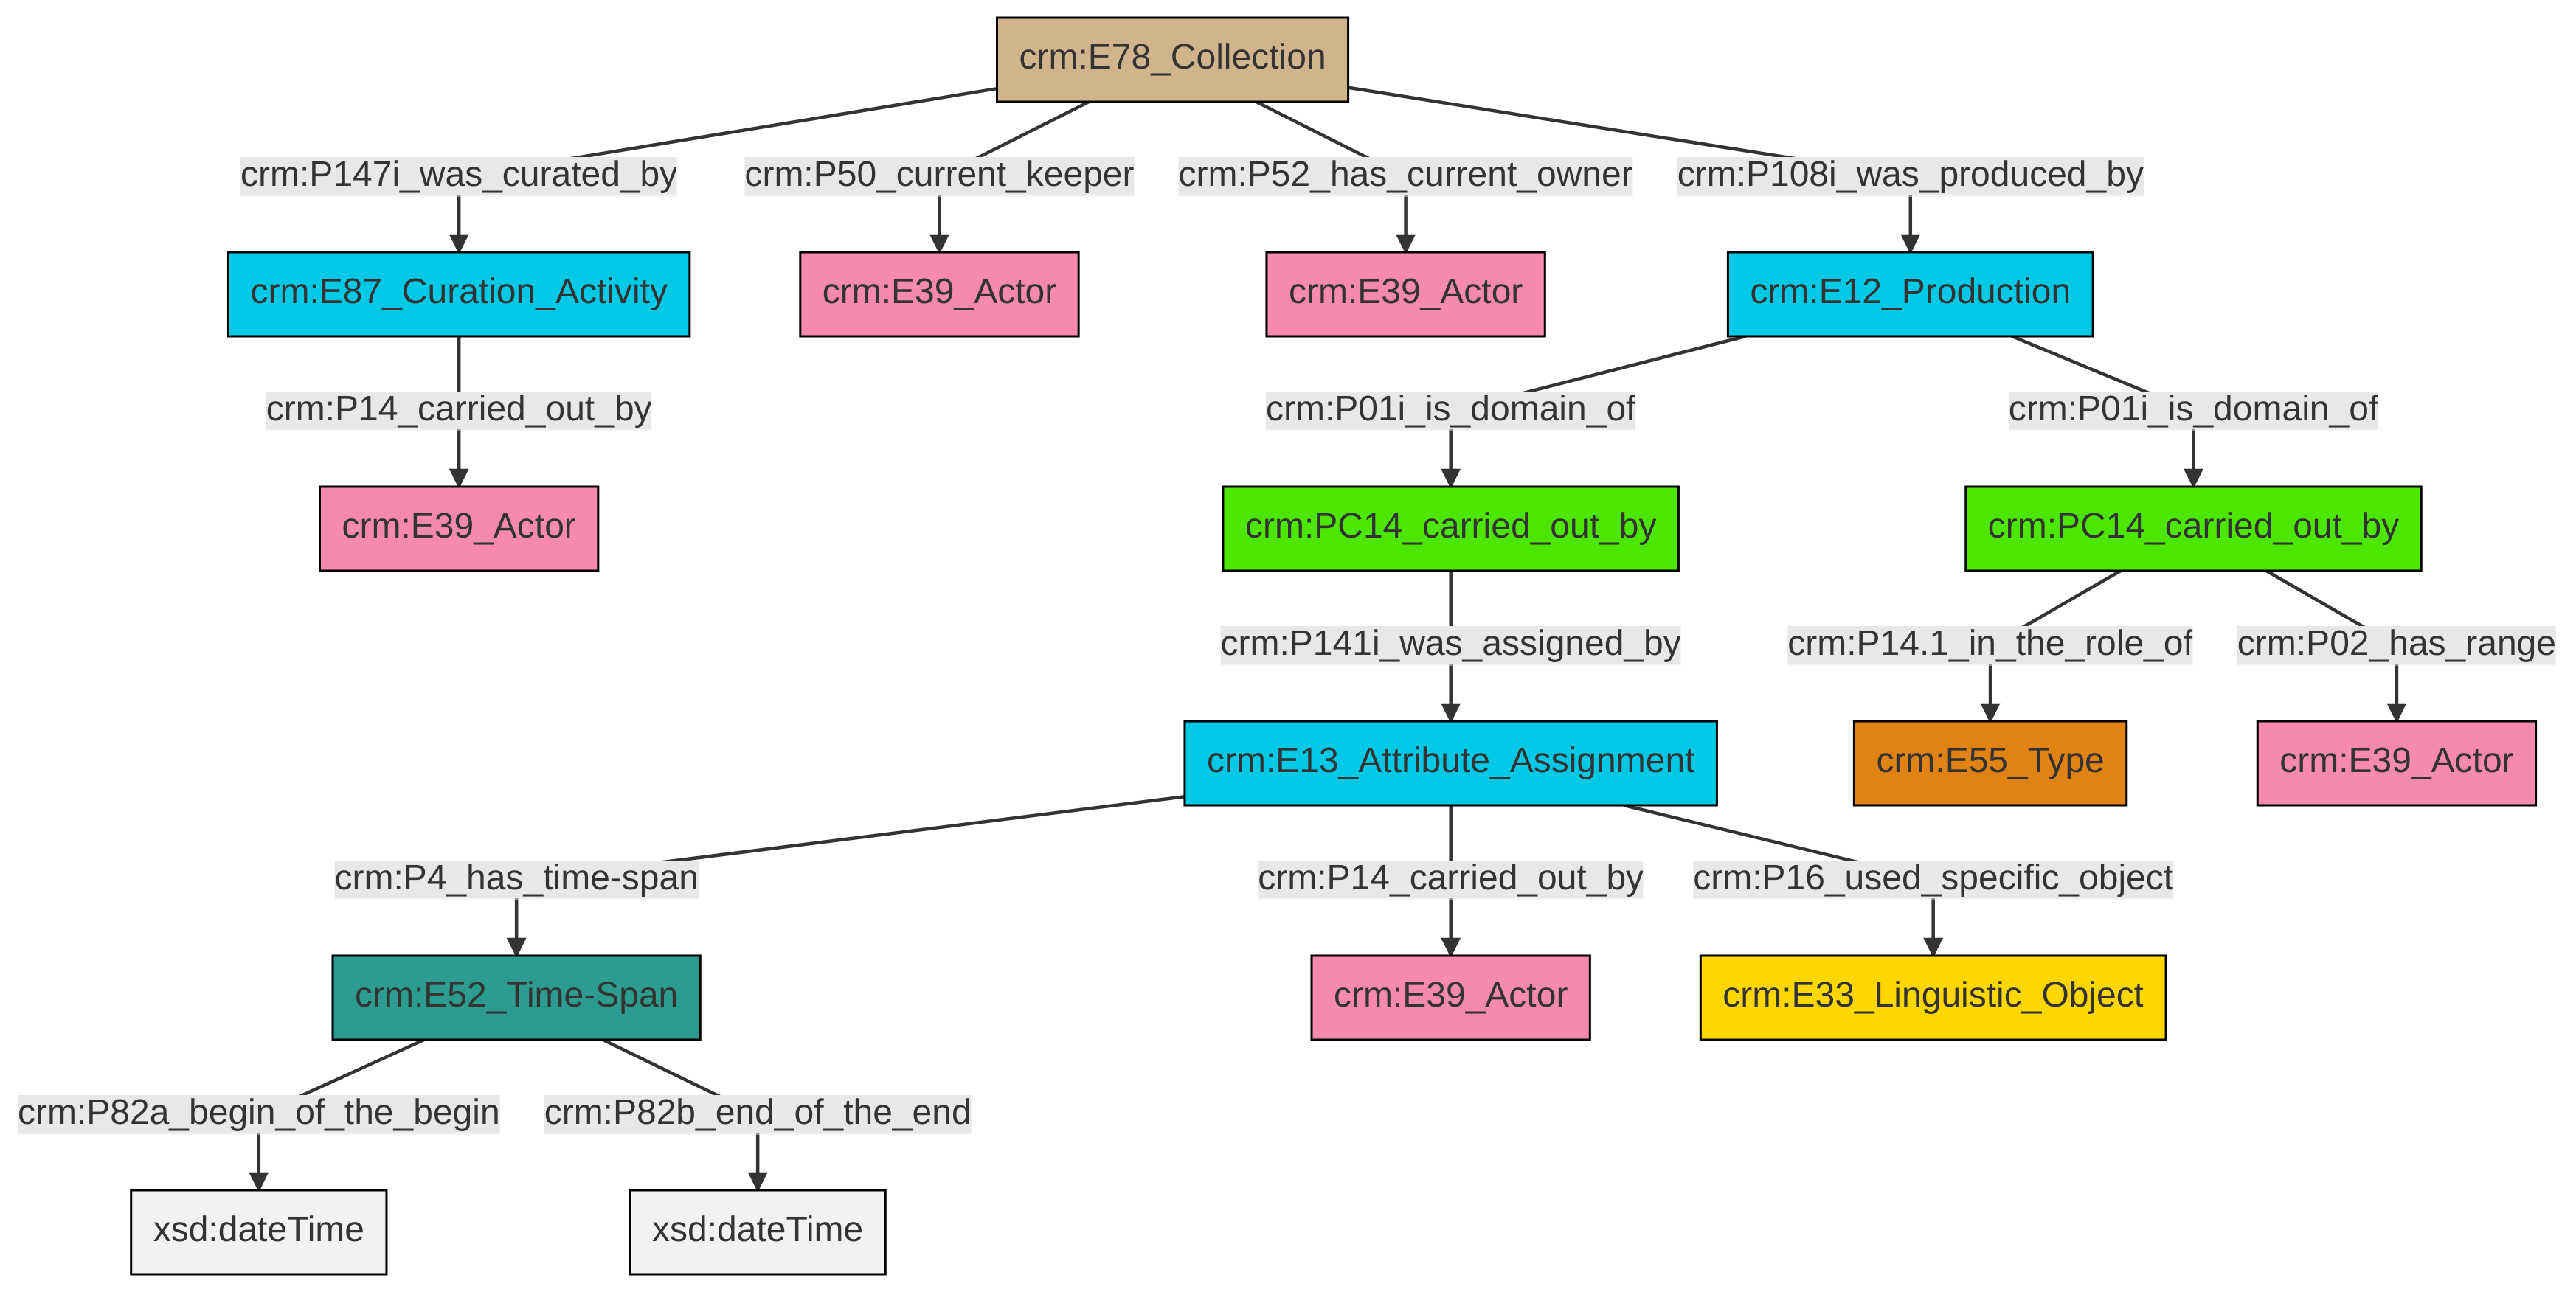 crm:E78_Collection
crm:P147i_was_curated_by
crm:P50_current_keeper
crm:P52_has_current_owner
crm:P108i_was_produced_by
crm:E87_Curation_Activity
crm:E39_Actor
crm:E39_Actor
crm:E12_Production
crm:P14_carried_out_by
crm:P01i_is_domain_of
crm:P01i_is_domain_of
crm:E39_Actor
crm:PC14_carried_out_by
crm:PC14_carried_out_by
crm:P141i_was_assigned_by
crm:P14.1_in_the_role_of
crm:P02_has_range
crm:E13_Attribute_Assignment
crm:E55_Type
crm:E39_Actor
crm:P4_has_time-span
crm:P14_carried_out_by
crm:P16_used_specific_object
crm:E52_Time-Span
crm:E39_Actor
crm:E33_Linguistic_Object
crm:P82a_begin_of_the_begin
crm:P82b_end_of_the_end
xsd:dateTime
xsd:dateTime